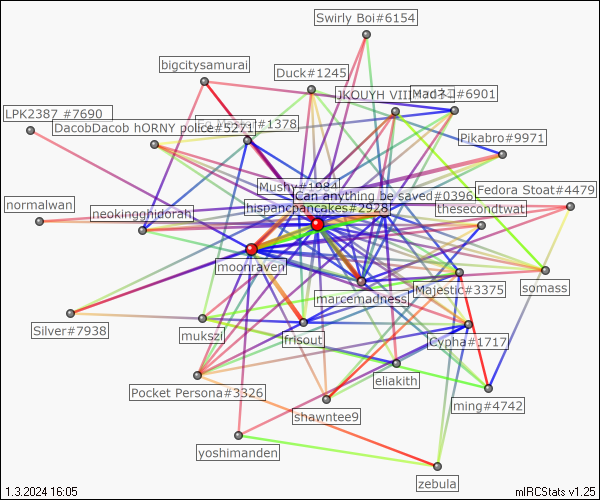 Swirly Boi#6154
bigcitysamurai
Duck#1245
JKOUYH VIII
Mad?-?#6901
LPK2387 #7690
DacobDacob hORNY police#5271
#1378
Pikabro#9971
Mushy#1984
Can anything be saved#0396
Fedora Stoat#4479
normalwan
neokingghidorah
hispancpancakes#2928
thesecondtwat
moonraven
marcemadness
Majestic#3375
somass
Silver#7938
mukszi
frisout
Cypha#1717
eliakith
Pocket Persona#3326
shawntee9
ming#4742
yoshimanden
zebula
1.3.2024 16:05
mIRCStats v1.25